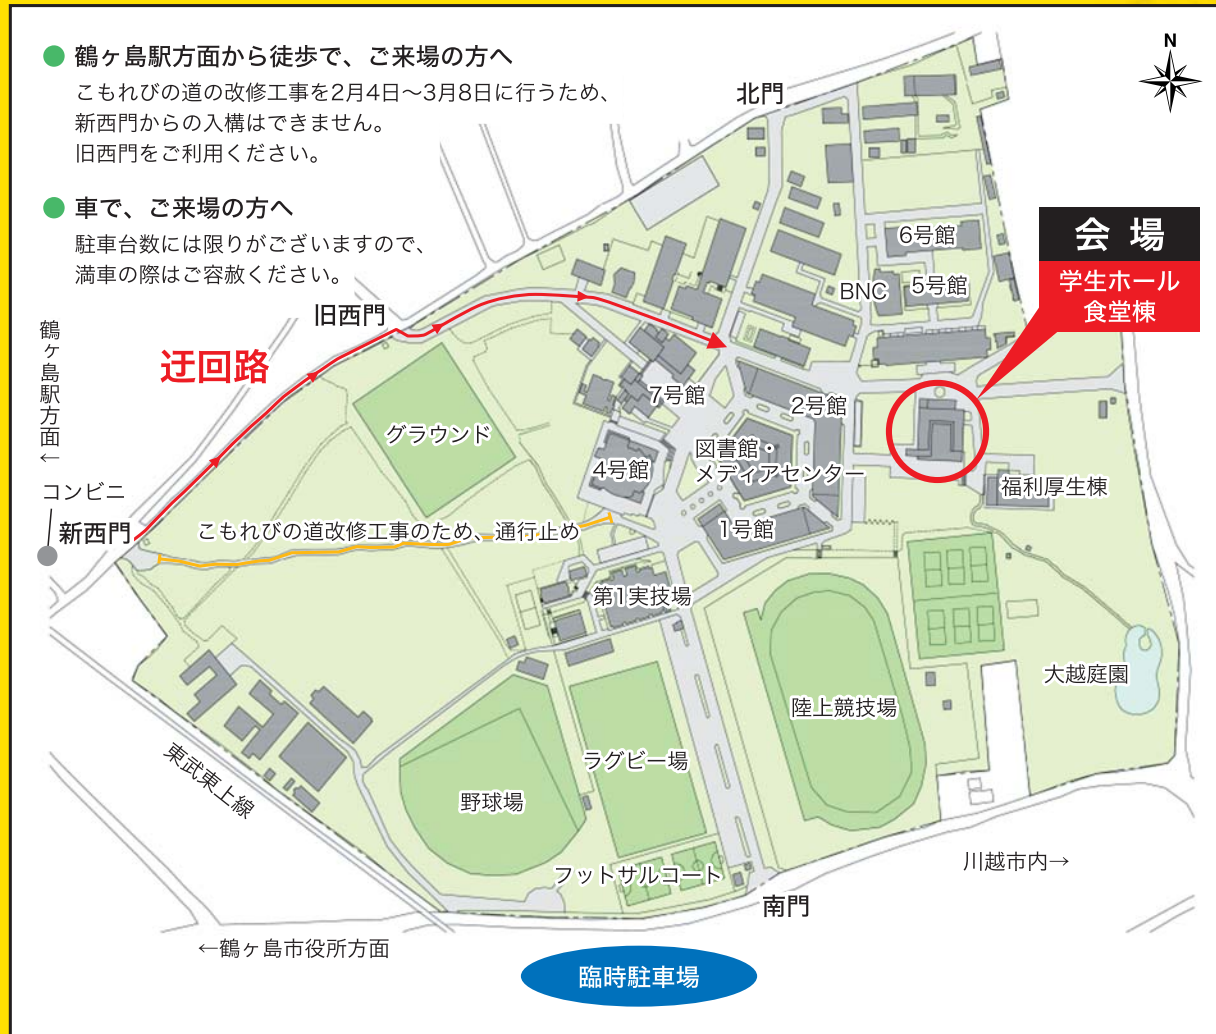 鶴ヶ島駅方面から徒歩で、ご来場の方へ
こもれびの道の改修工事を2月4日〜3月8日に行うため、
新西門からの入構はできません。
旧西門をご利用ください。
車で、ご来場の方へ
駐車台数には限りがございますので、
満車の際はご容赦ください。
N
北門
会場
学生ホール
食堂棟
6号館
5号館
BNC
旧西門
鶴ヶ島駅方面←
迂回路
7号館
2号館
グラウンド
4号館
図書館・
メディアセンター
コンビニ
福利厚生棟
新西門
こもれびの道改修工事のため、通行止め
1号館
第1実技場
大越庭園
陸上競技場
東武東上線
ラグビー場
野球場
川越市内→
フットサルコート
南門
←鶴ヶ島市役所方面
臨時駐車場